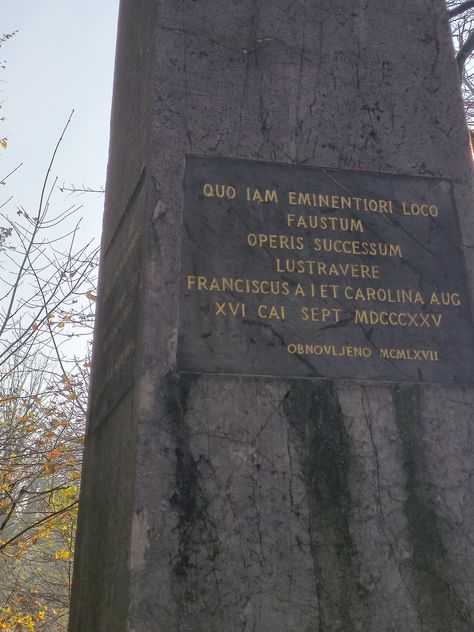 QUO IAM EMINENTIORI LOCO
FAUSTUM
OPERIS SUCCESSUM
LUSTRAVERE
FRANCISCUS A I ET CAROLINA AUG
XVI CAI SEPT MDCCCXXV
OBNOVLJENO MCMLXVII